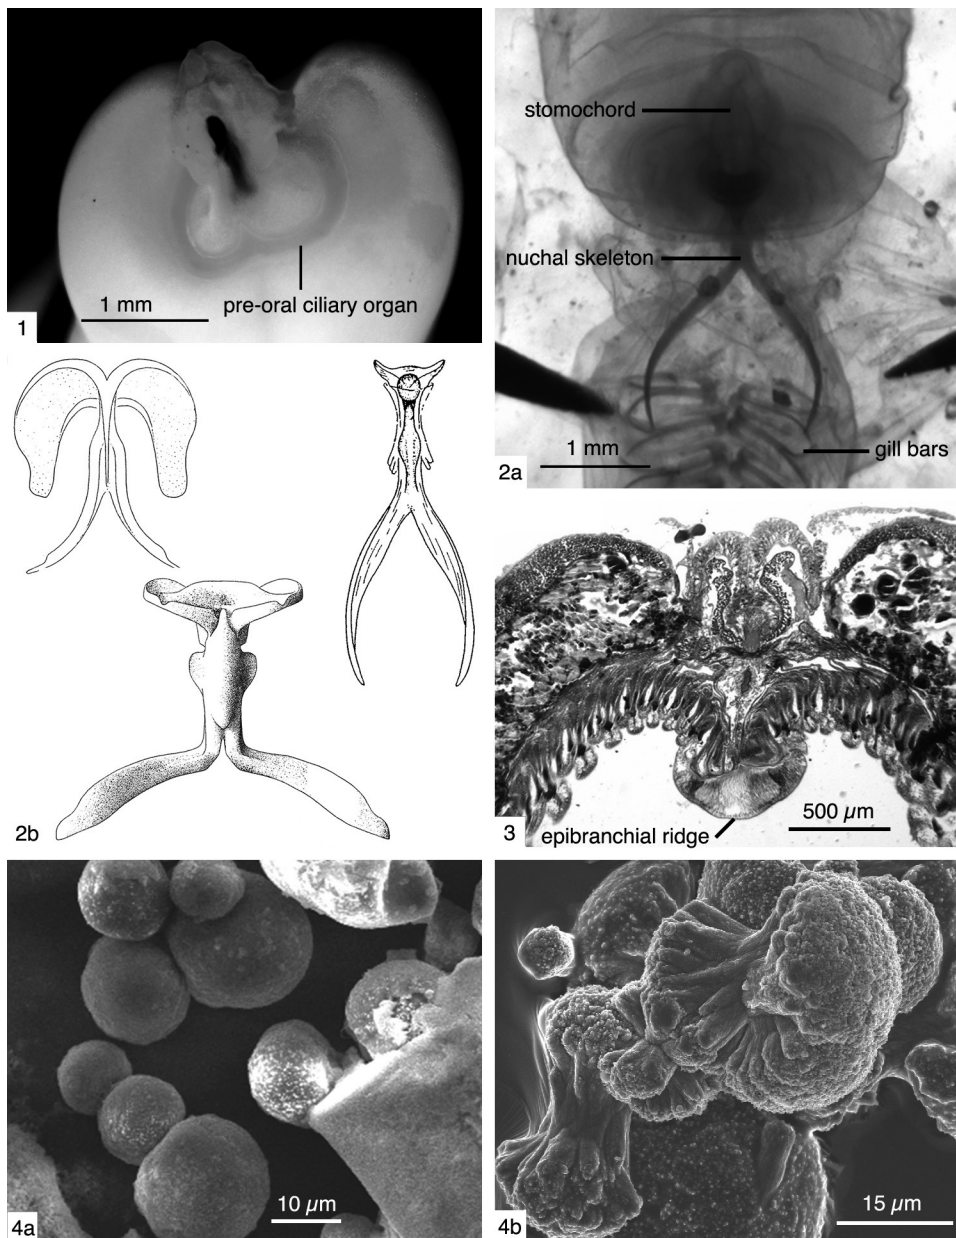 1 mm
pre-oral ciliary organ
1
stomochord
nuchal skeleton
gill bars
1 mm
2a
2b
500 µm
epibranchial ridge
3
10 µm
4a
15 µm
4b